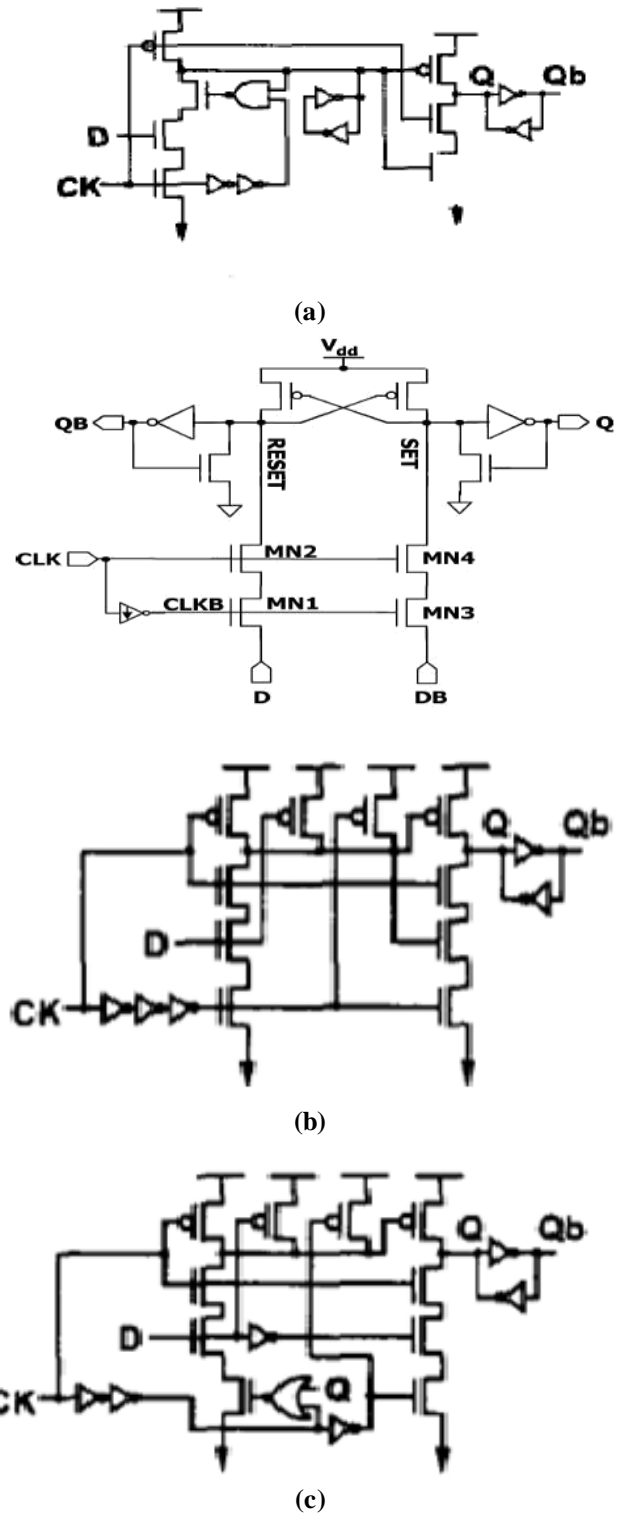 Q Qb
D
CK
(a)
Vdd
QB RESET SET Q
CLK MN2 MN4
CLKB MN1 MN3
D DB
Q Qb
D
CK
(b)
Q Qb
D
Q
CK
(c)